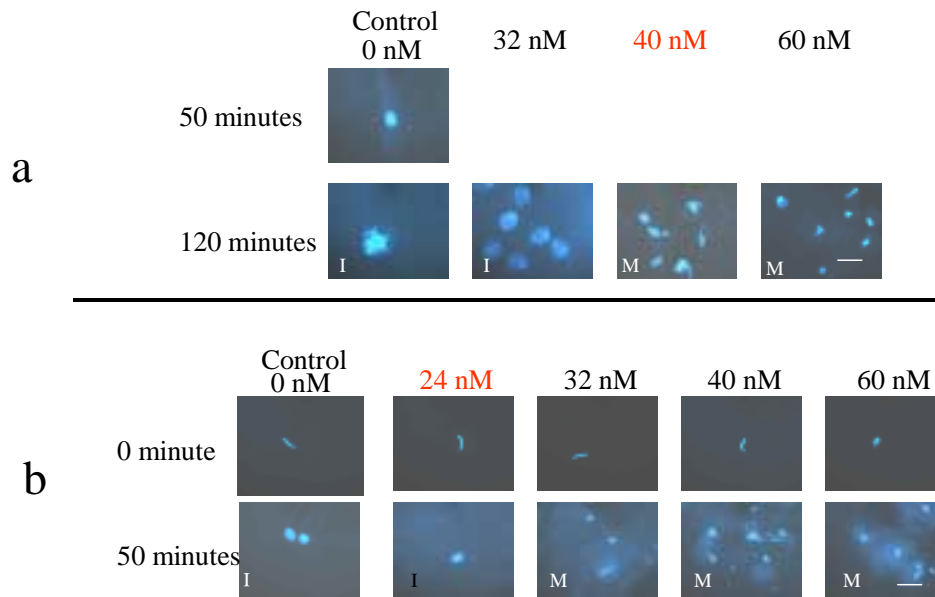 Control
0 nM 32 nM 40 nM 60 nM
50 minutes
a
120 minutes
I I M M
Control
0 nM 24 nM 32 nM 40 nM 60 nM
0 minute
b
50 minutes
I I M M M